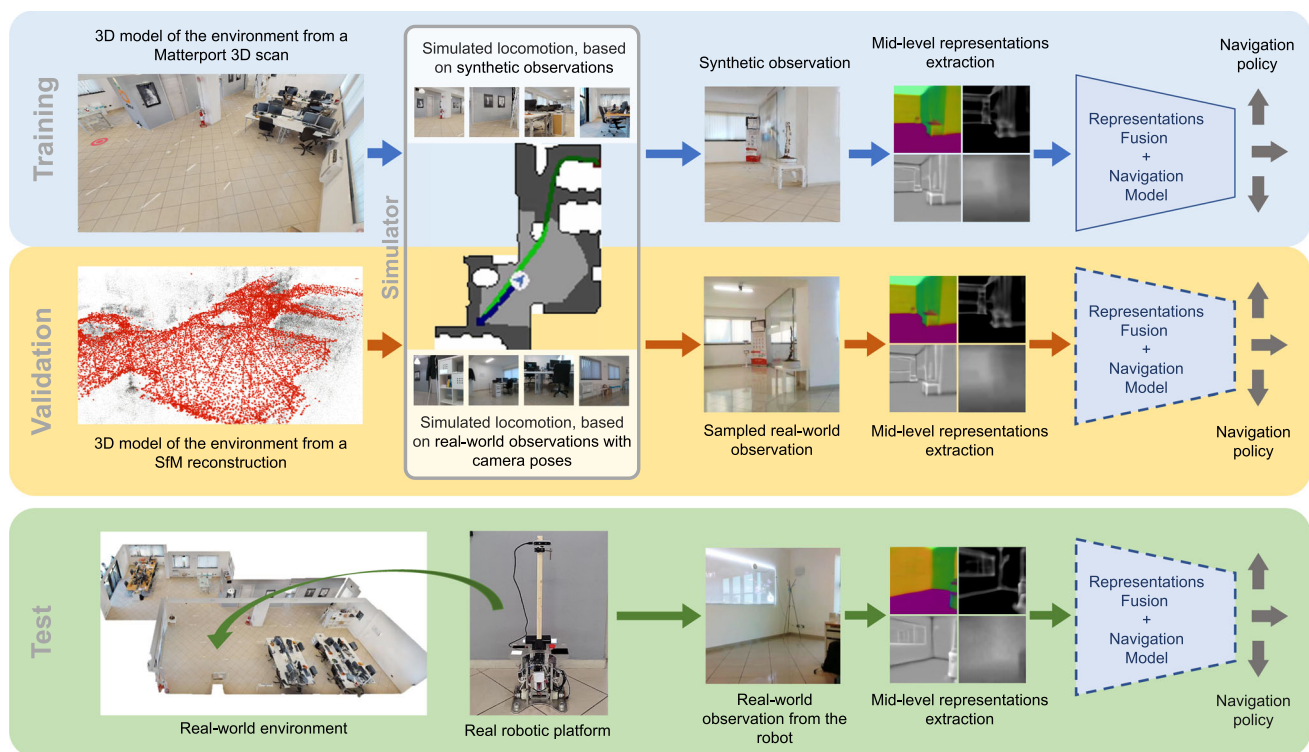 Training
3D model of the environment from a
Matterport 3D scan
Simulator
Simulated locomotion, based
on synthetic observations
Synthetic observation
Mid-level representations
extraction
Representations
Fusion
+
Navigation
Model
Navigation
policy
Validation
3D model of the environment from a
SfM reconstruction
Simulated locomotion, based
on real-world observations with
camera poses
Sampled real-world
observation
Mid-level representations
extraction
Representations
Fusion
+
Navigation
Model
Navigation
policy
Test
Real-world environment
Real robotic platform
Real-world
observation from the
robot
Mid-level representations
extraction
Representations
Fusion
+
Navigation
Model
Navigation
policy